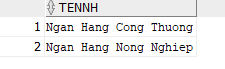 TENNH
1 Ngan Hang Cong Thuong
2 Ngan Hang Nong Nghiep